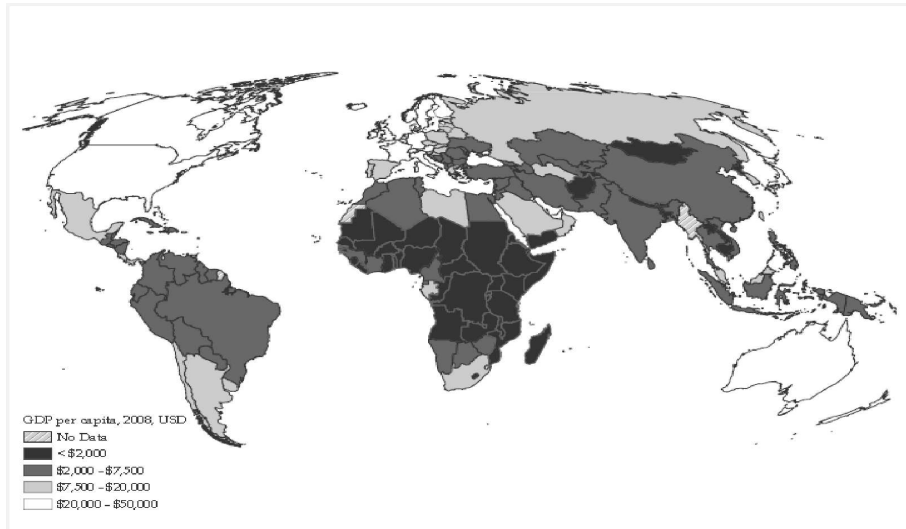 GDP per capita, 2008, USD
No Data
< $2,000
$2,000 - $7,500
$7,500 - $20,000
$20,000 - $50,000